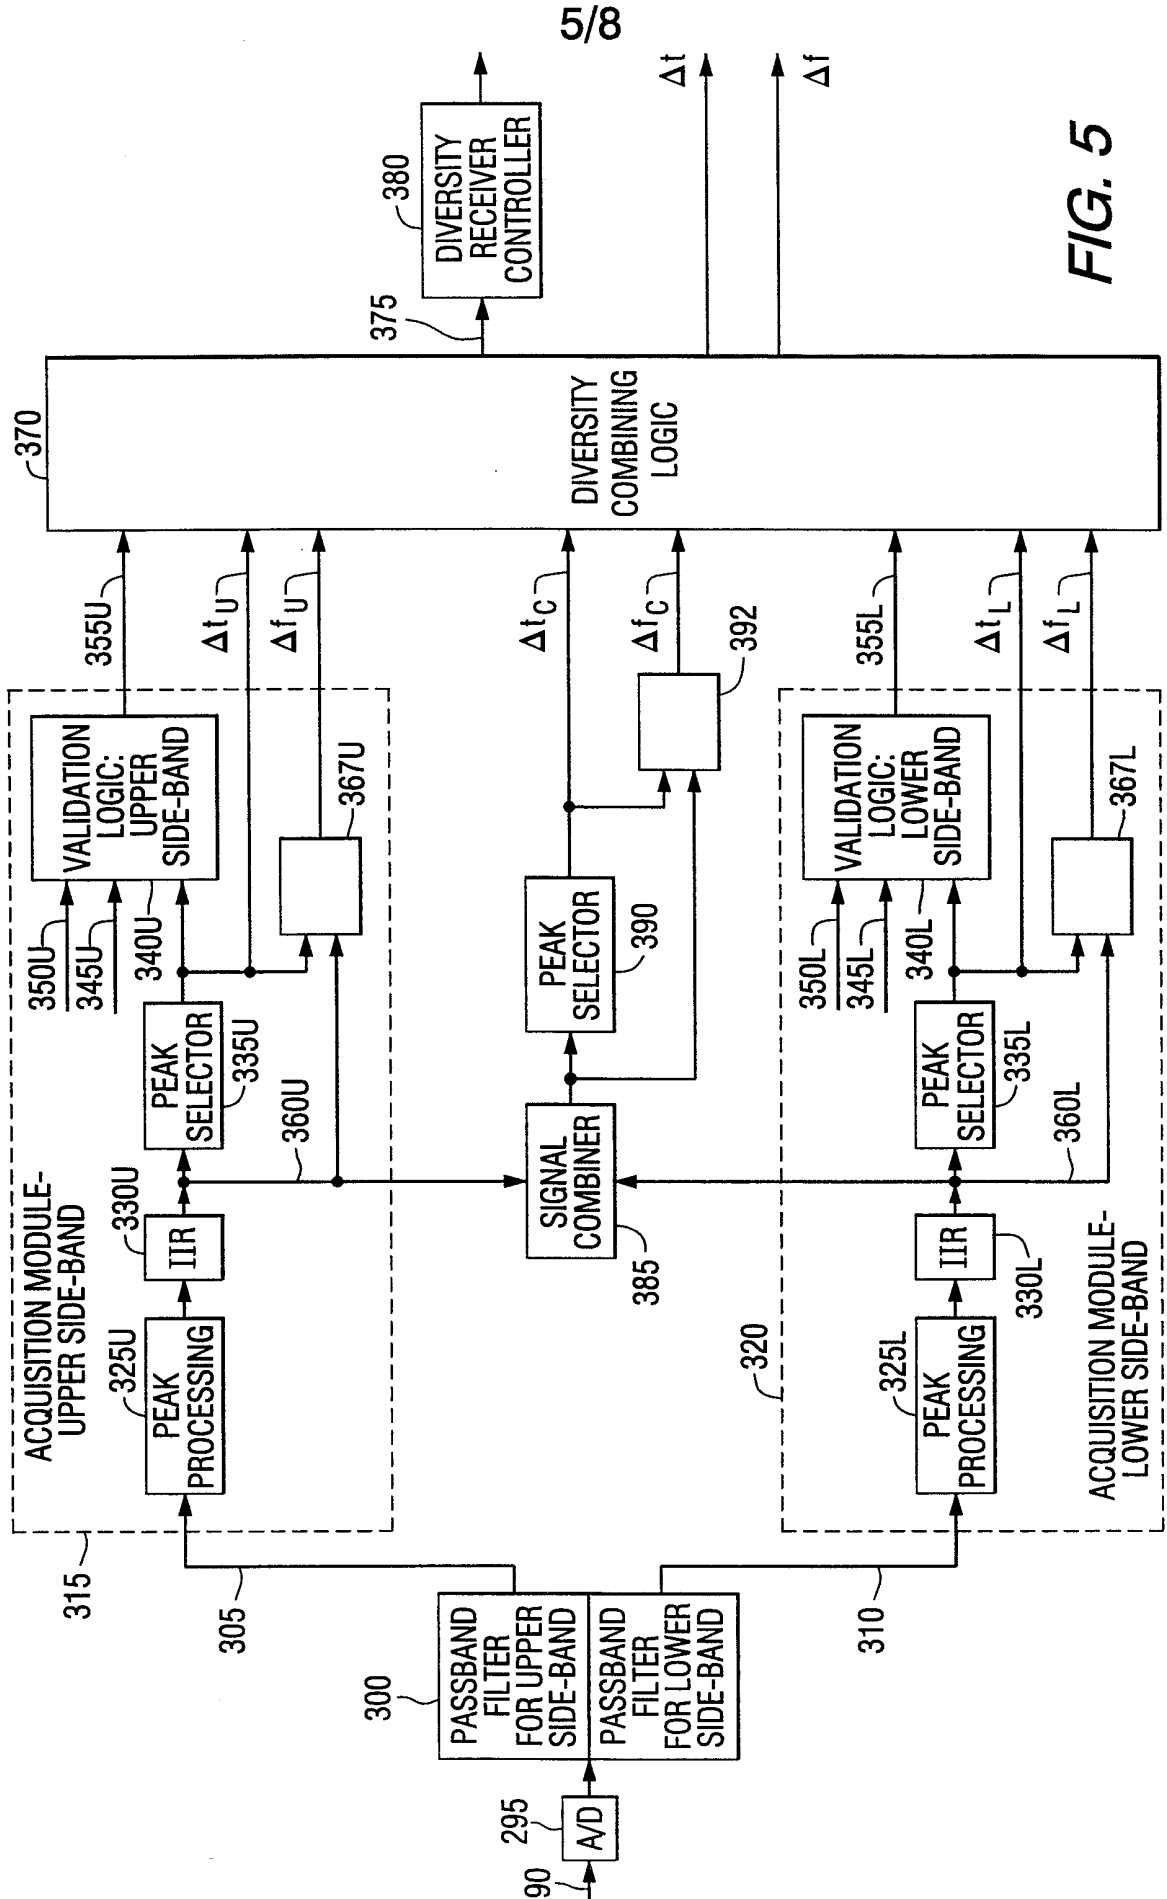 5/8
90
295
A/D
300
PASSBAND
FILTER
FOR UPPER
SIDE-BAND
PASSBAND
FILTER
FOR LOWER
SIDE-BAND
305
310
315
ACQUISITION MODULE-
UPPER SIDE-BAND
325U
PEAK
PROCESSING
330U
IIR
360U
PEAK
SELECTOR
335U
350U
345U
340U
VALIDATION
LOGIC:
UPPER
SIDE-BAND
367U
355U
Δt_U
Δf_U
385
SIGNAL
COMBINER
PEAK
SELECTOR
390
392
Δt_C
Δf_C
320
ACQUISITION MODULE-
LOWER SIDE-BAND
325L
PEAK
PROCESSING
330L
IIR
360L
PEAK
SELECTOR
335L
350L
345L
340L
VALIDATION
LOGIC:
LOWER
SIDE-BAND
367L
355L
Δt_L
Δf_L
370
DIVERSITY
COMBINING
LOGIC
375
380
DIVERSITY
RECEIVER
CONTROLLER
Δt
Δf
FIG. 5